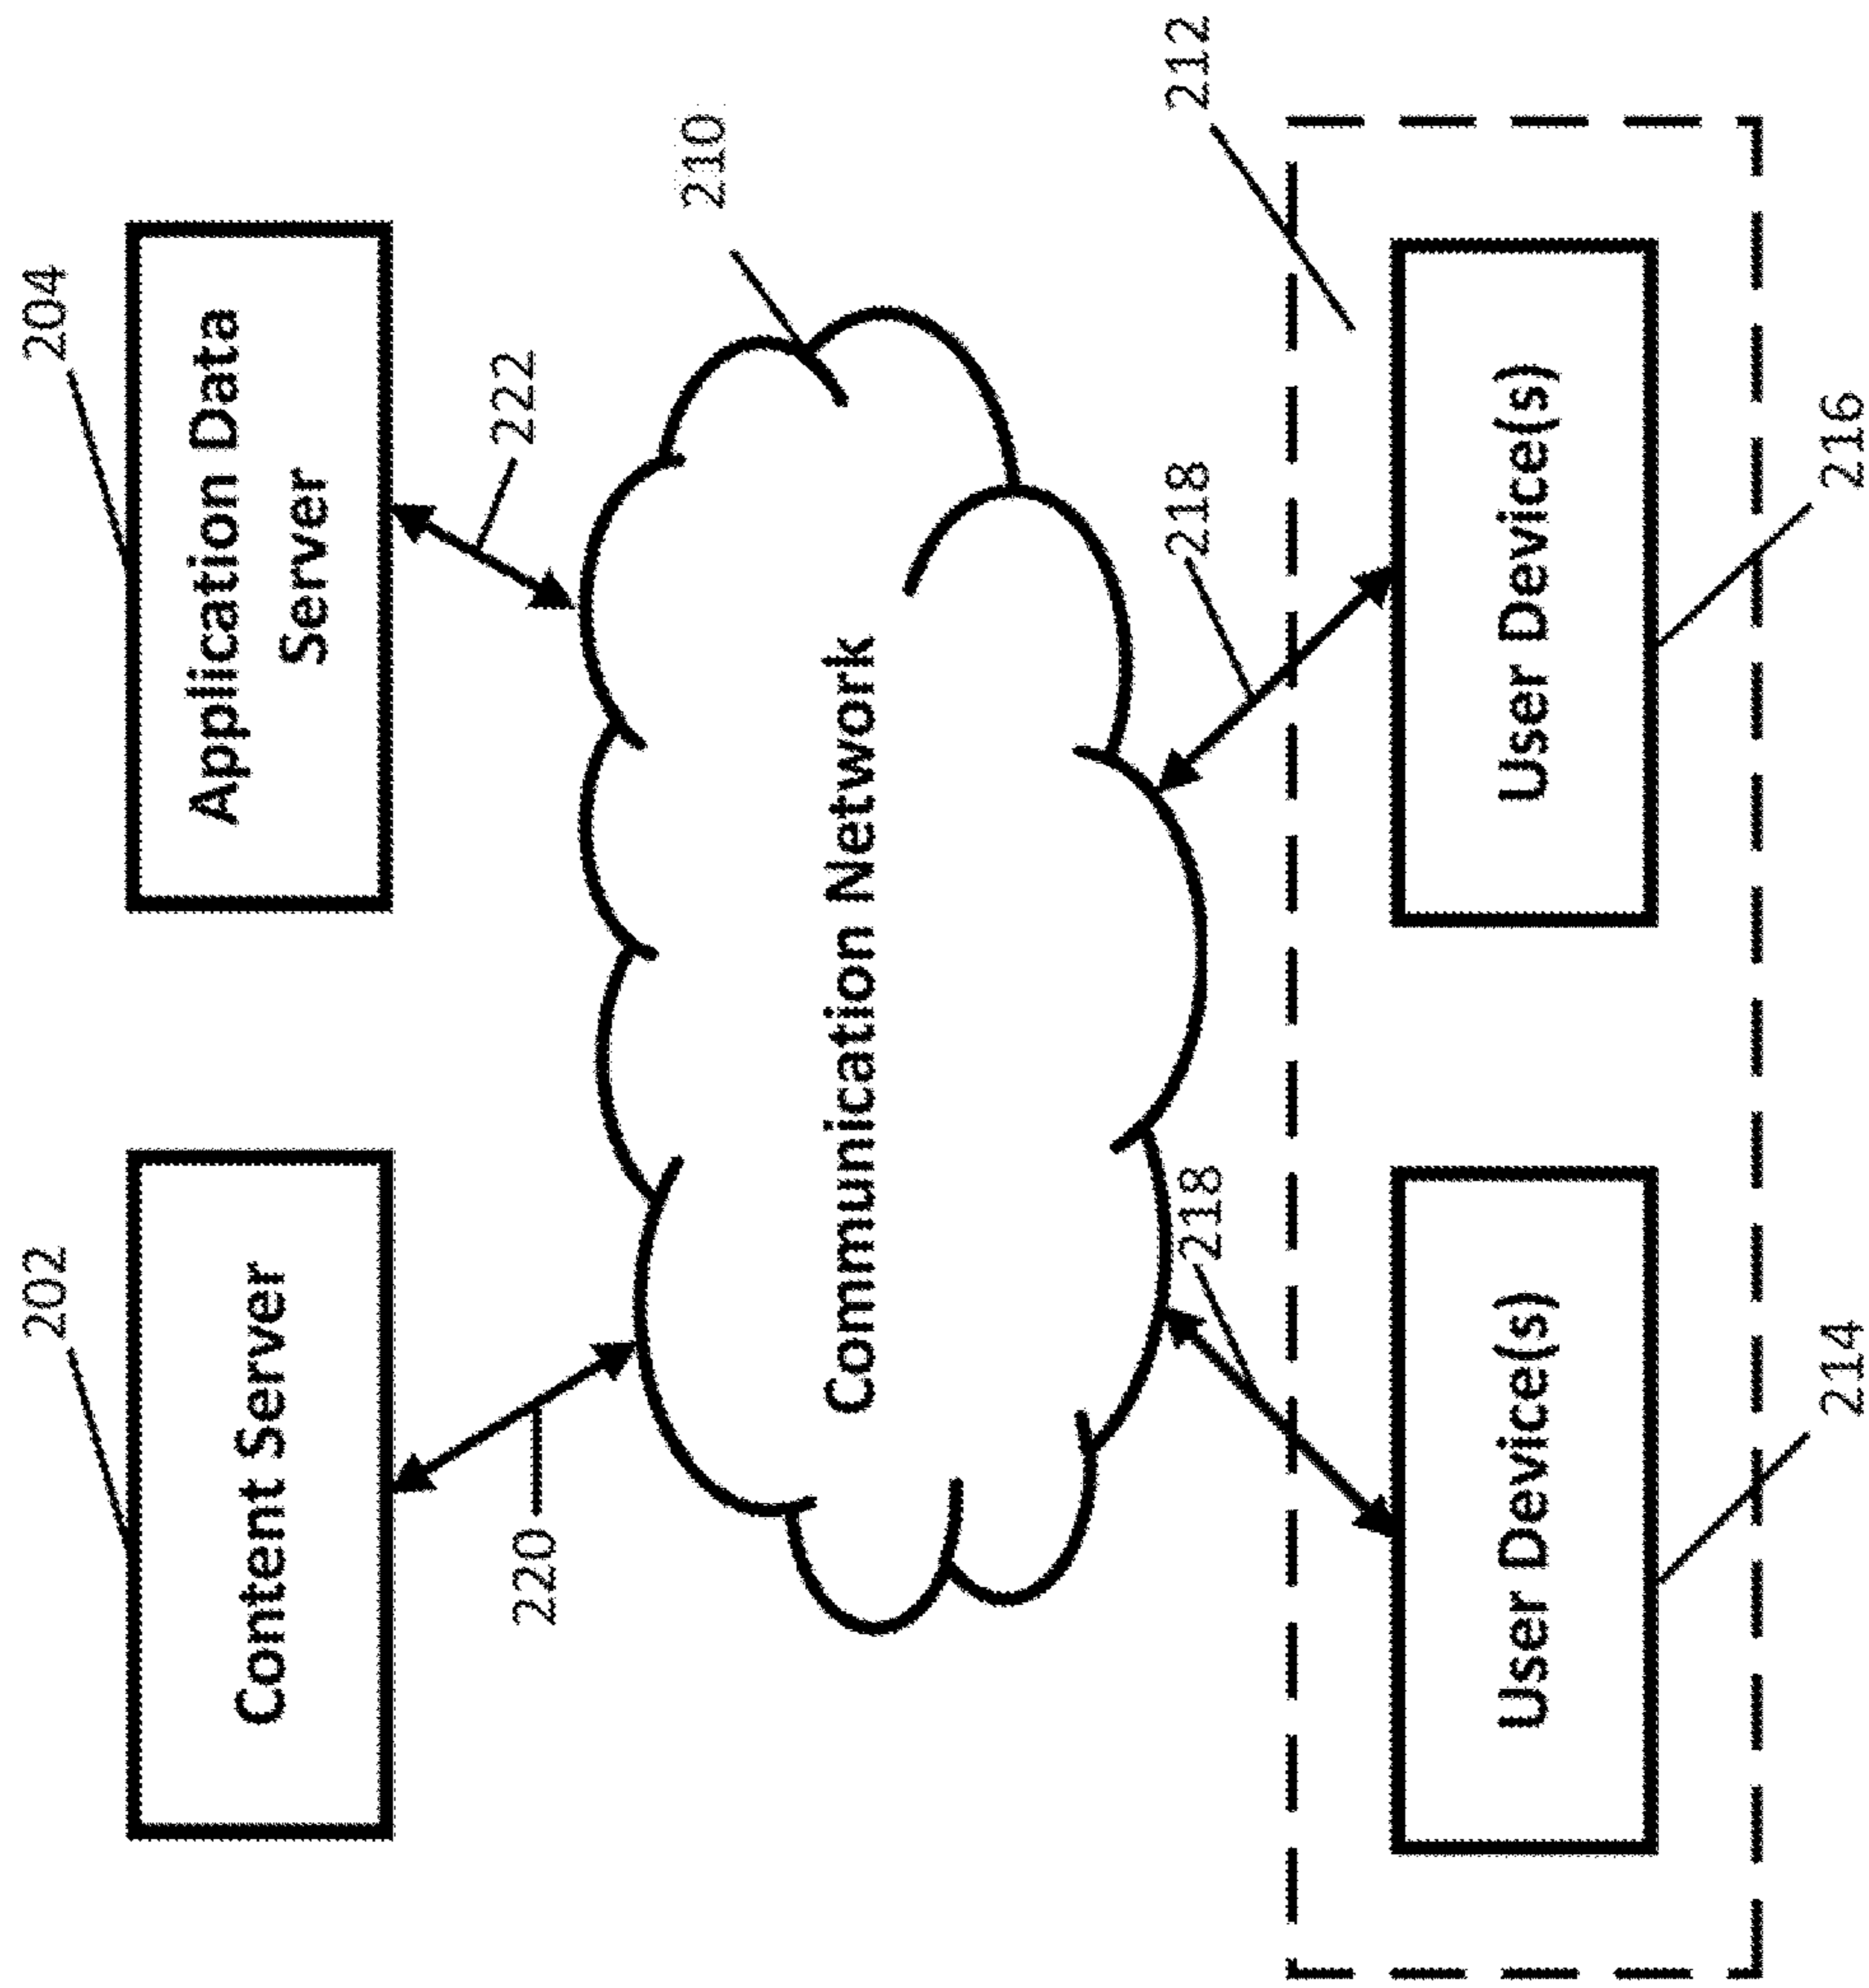 202
204
Content Server
Application Data
Server
220
222
210
Communication Network
218
218
212
User Device(s)
User Device(s)
214
216